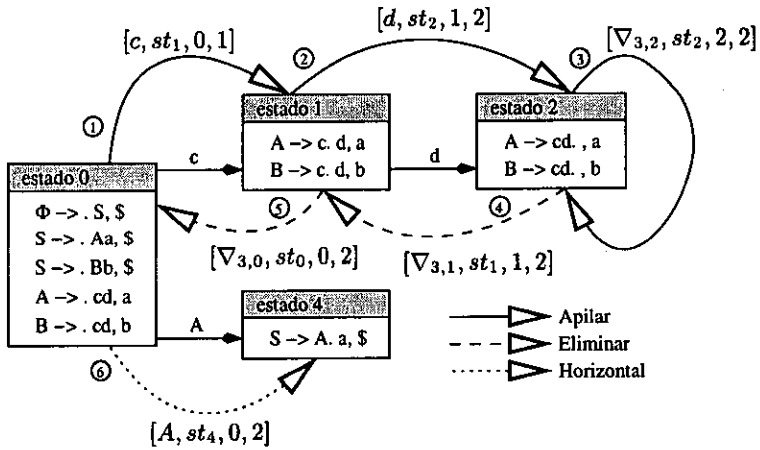 [c, st₁, 0, 1]
[d, st₂, 1, 2]
[∇₃,₂, st₂, 2, 2]
①
②
③
estado 1
A –> c. d, a
B –> c. d, b
estado 2
A –> cd. , a
B –> cd. , b
c
d
estado 0
Φ –> . S, $
S –> . Aa, $
S –> . Bb, $
A –> . cd, a
B –> . cd, b
⑤
④
[∇₃,₀, st₀, 0, 2]
[∇₃,₁, st₁, 1, 2]
A
estado 4
S –> A. a, $
Apilar
Eliminar
Horizontal
⑥
[A, st₄, 0, 2]